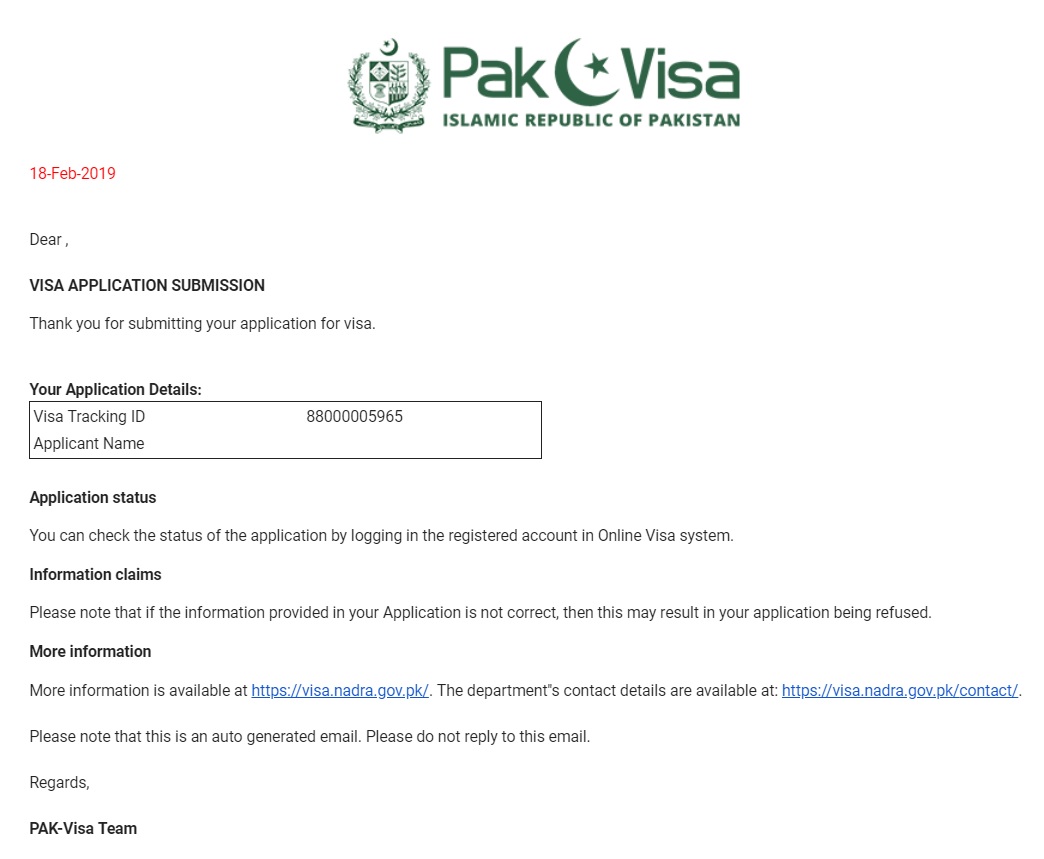 Pak Visa
ISLAMIC REPUBLIC OF PAKISTAN
18-Feb-2019
Dear ,
VISA APPLICATION SUBMISSION
Thank you for submitting your application for visa.
Your Application Details:
Visa Tracking ID 88000005965
Applicant Name
Application status
You can check the status of the application by logging in the registered account in Online Visa system.
Information claims
Please note that if the information provided in your Application is not correct, then this may result in your application being refused.
More information
More information is available at https://visa.nadra.gov.pk/. The department"s contact details are available at: https://visa.nadra.gov.pk/contact/.
Please note that this is an auto generated email. Please do not reply to this email.
Regards,
PAK-Visa Team